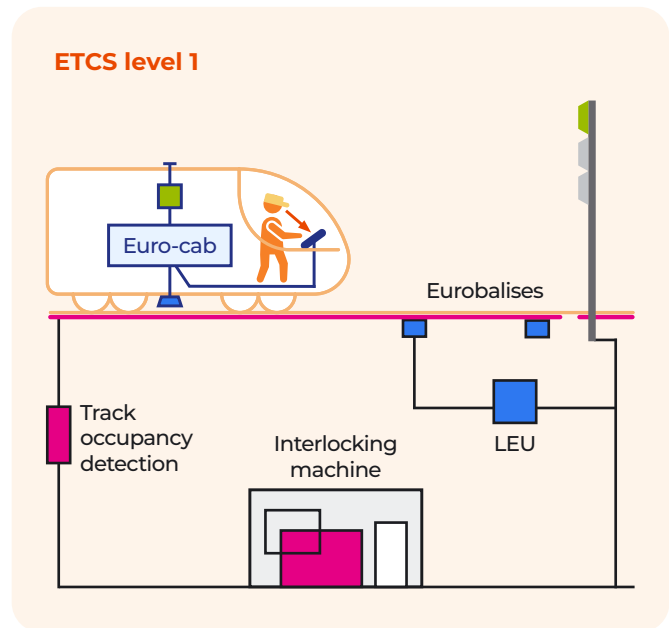 ETCS level 1
Euro-cab
Eurobalises
Track
occupancy
detection
Interlocking
machine
LEU